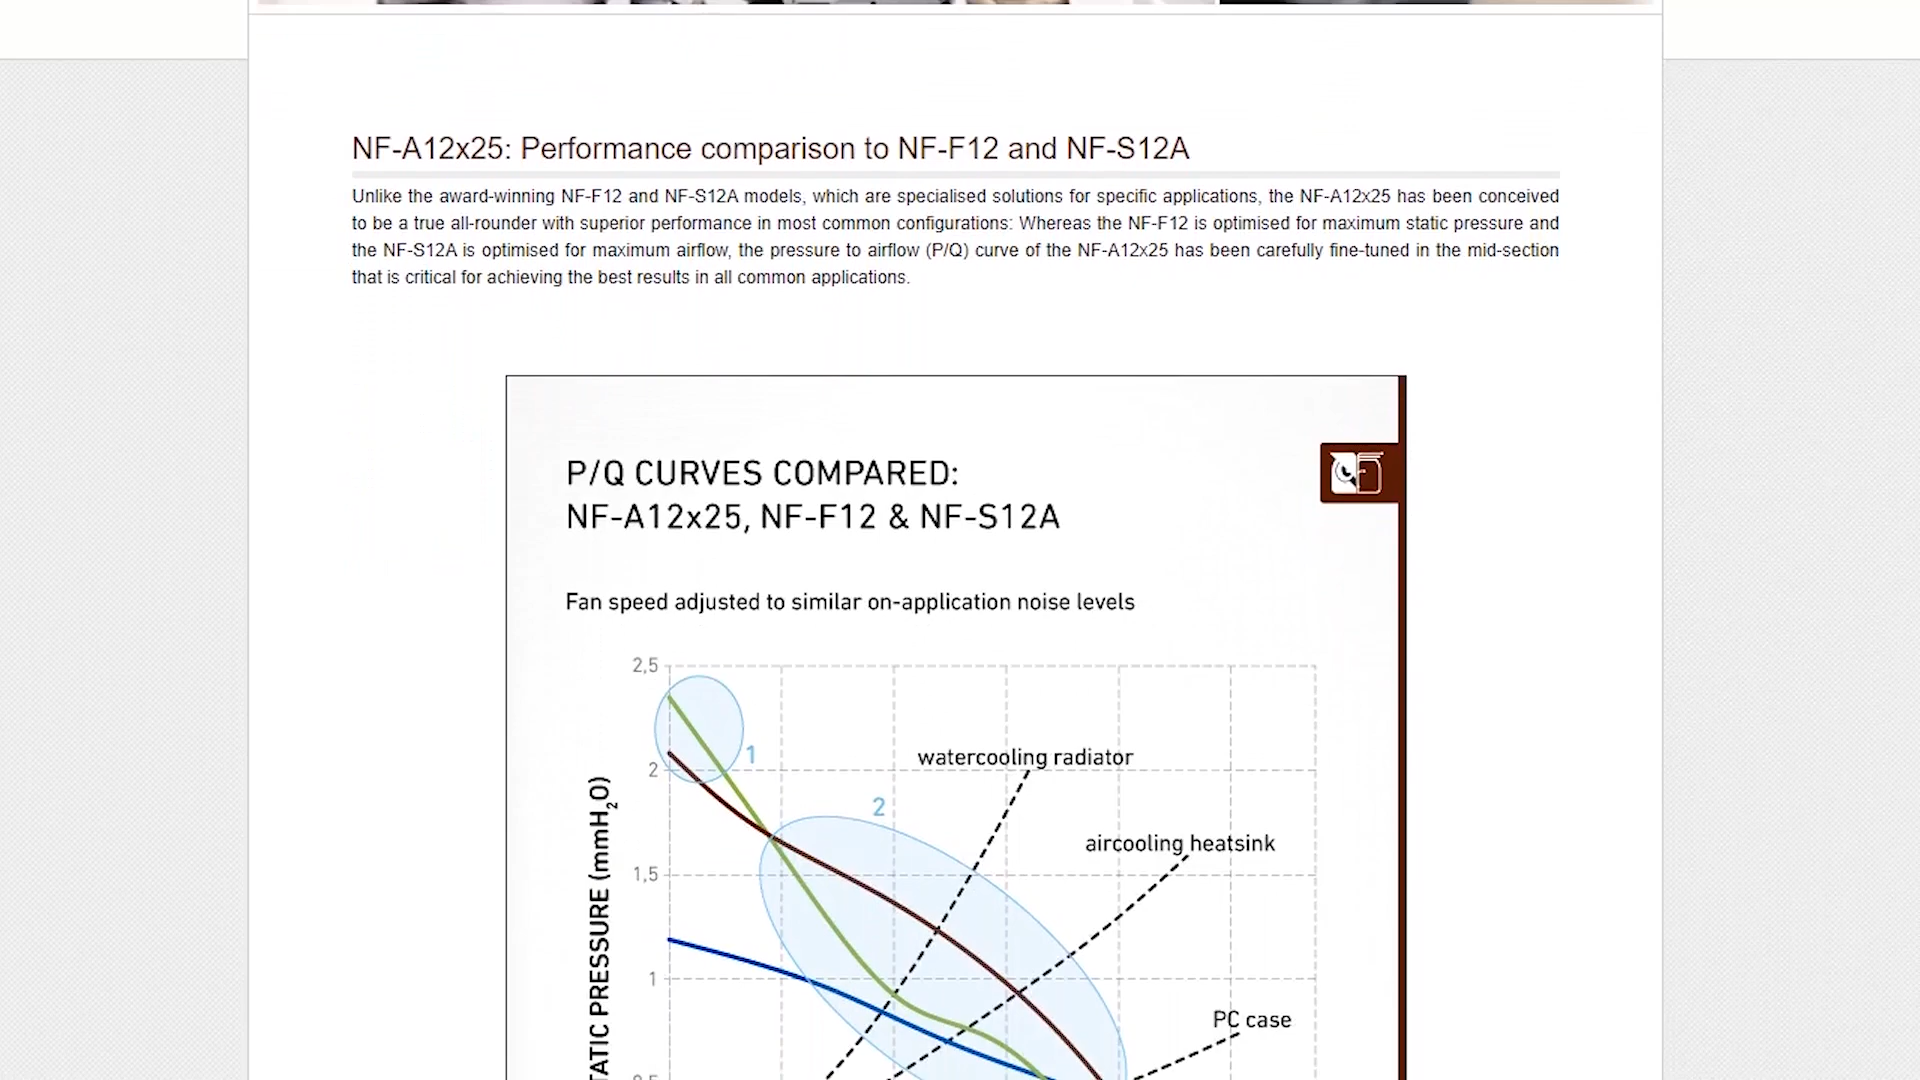 NF-A12x25: Performance comparison to NF-F12 and NF-S12A
Unlike the award-winning NF-F12 and NF-S12A models, which are specialised solutions for specific applications, the NF-A12x25 has been conceived
to be a true all-rounder with superior performance in most common configurations: Whereas the NF-F12 is optimised for maximum static pressure and
the NF-S12A is optimised for maximum airflow, the pressure to airflow (P/Q) curve of the NF-A12x25 has been carefully fine-tuned in the mid-section
that is critical for achieving the best results in all common applications.
P/Q CURVES COMPARED:
NF-A12x25, NF-F12 & NF-S12A
Fan speed adjusted to similar on-application noise levels
2,5
1
watercooling radiator
2
2
aircooling heatsink
1,5
1
PC case
TATIC PRESSURE (mmH₂O)